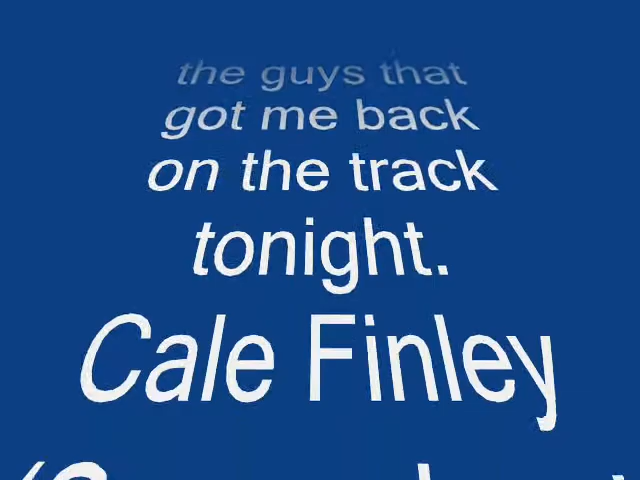 the guys that
got me back
on the track
tonight.
Cale Finley